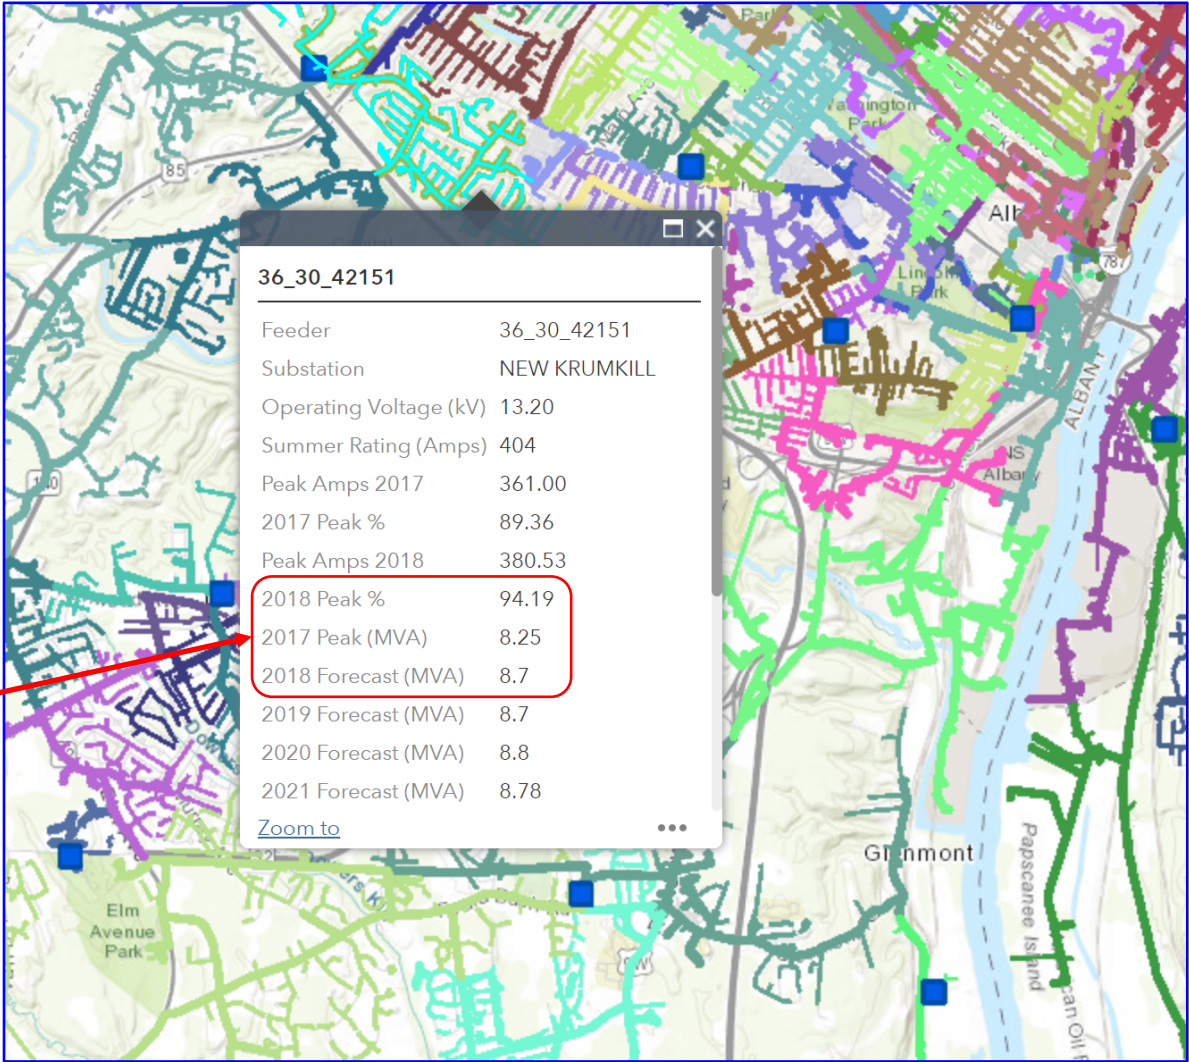 Park
Washington
Park
85
787
Lincoln
Park
36_30_42151
Feeder 36_30_42151
Substation NEW KRUMKILL
Operating Voltage (kV) 13.20
Summer Rating (Amps) 404
Peak Amps 2017 361.00
2017 Peak % 89.36
Peak Amps 2018 380.53
2018 Peak % 94.19
2017 Peak (MVA) 8.25
2018 Forecast (MVA) 8.7
2019 Forecast (MVA) 8.7
2020 Forecast (MVA) 8.8
2021 Forecast (MVA) 8.78
Zoom to
ALBANY
Albany
140
Glenmont
Elm
Avenue
Park
9W
Papscanee Island